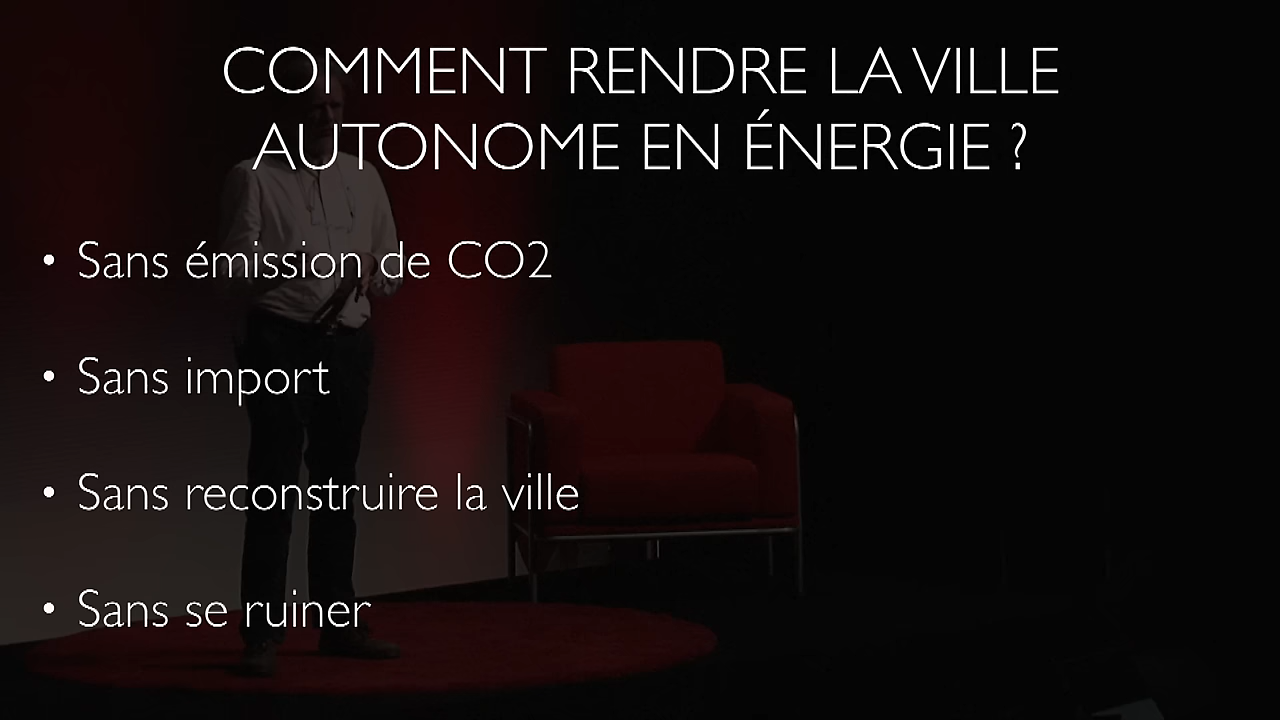 COMMENT RENDRE LA VILLE
AUTONOME EN ÉNERGIE ?
• Sans émission de CO2
• Sans import
• Sans reconstruire la ville
• Sans se ruiner